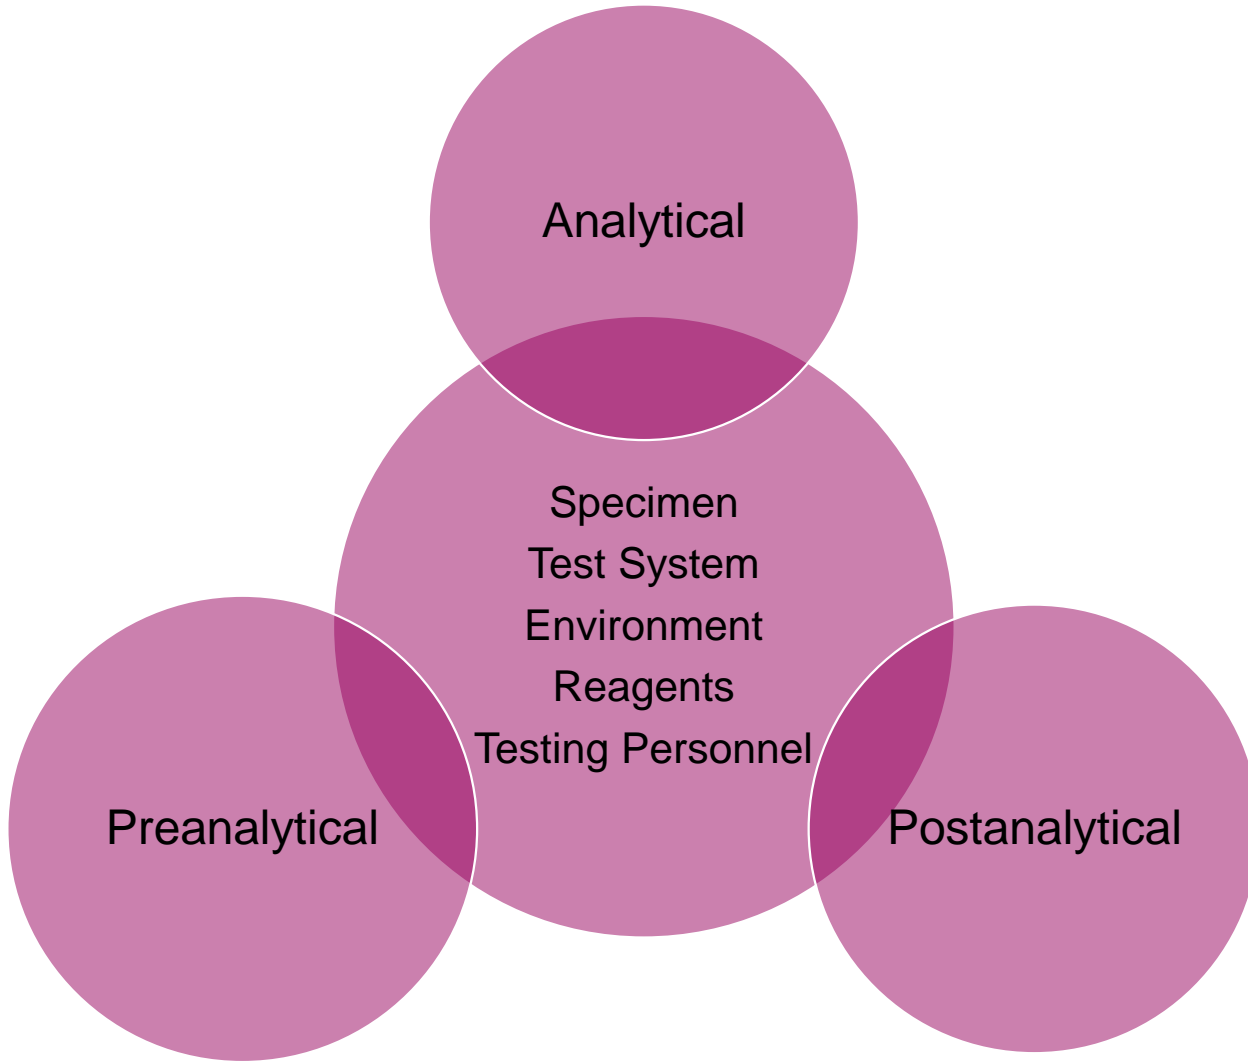 Analytical
Specimen
Test System
Environment
Reagents
Testing Personnel
Preanalytical
Postanalytical